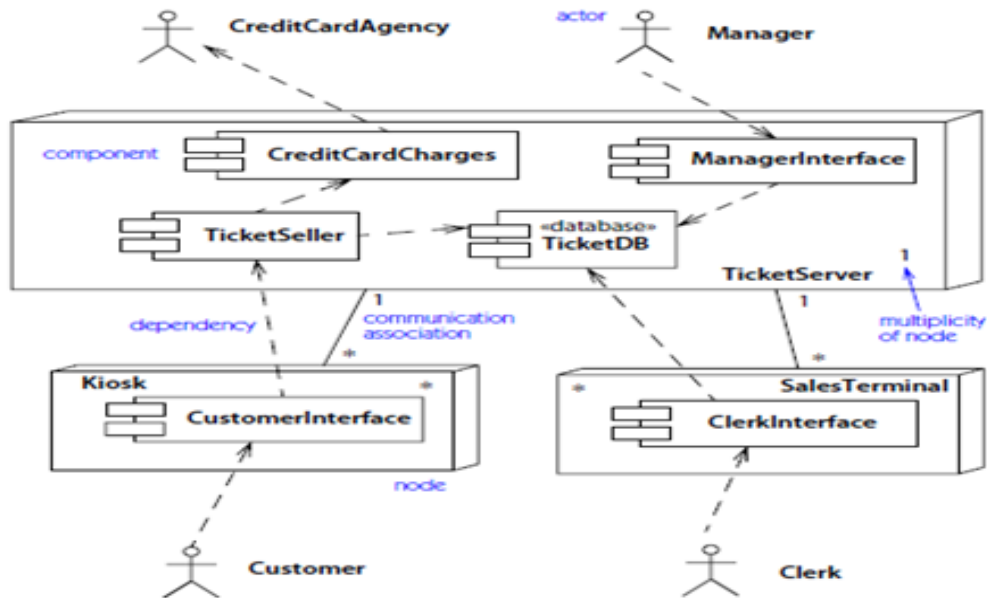 CreditCardAgency
actor
Manager
component
CreditCardCharges
ManagerInterface
TicketSeller
«database»
TicketDB
1
TicketServer
1
1
dependency
communication
association
multiplicity
of node
*
*
Kiosk
*
*
SalesTerminal
CustomerInterface
ClerkInterface
node
Customer
Clerk